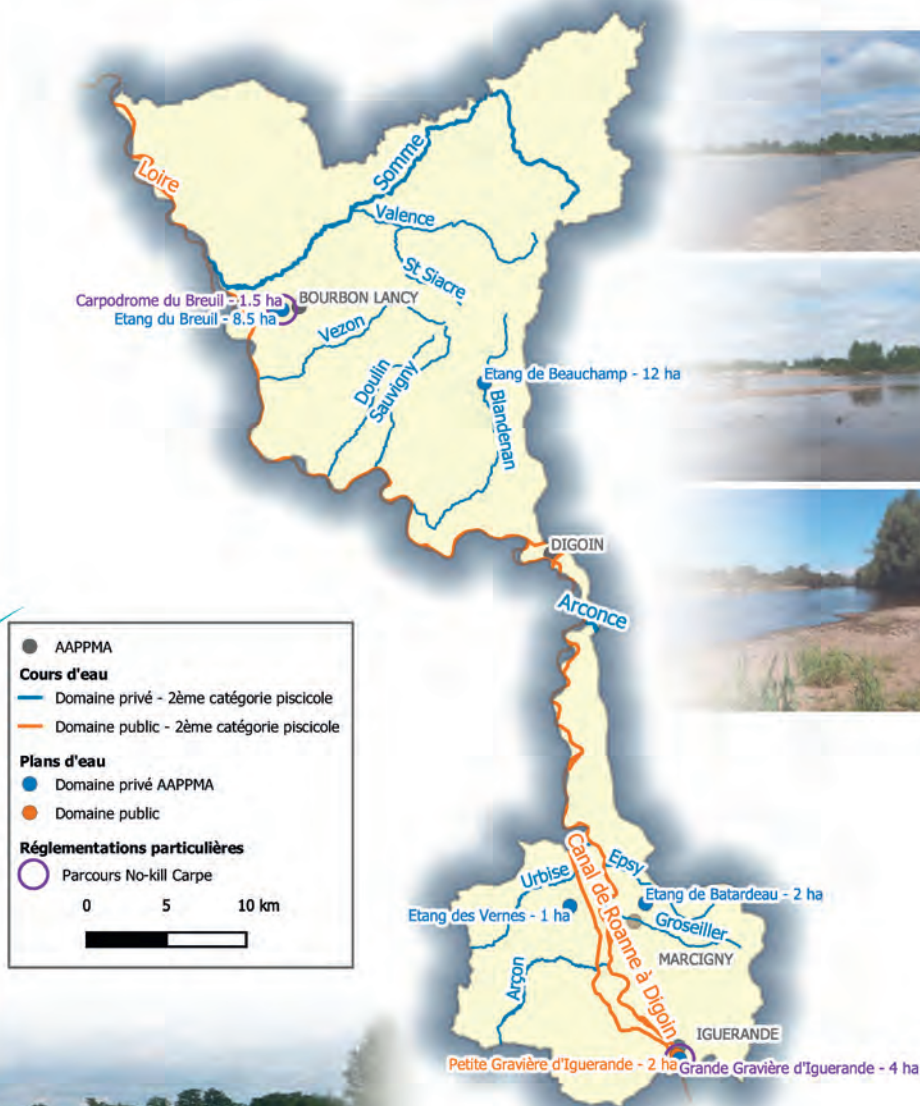 Loire
Somme
Valence
St Siacre
Carpodrome du Breuil - 1.5 ha
BOURBON LANCY
Etang du Breuil - 8.5 ha
Vezon
Doulin
Sauvigny
Etang de Beauchamp - 12 ha
Blandenan
DIGOIN
Arconce
AAPPMA
Cours d'eau
Domaine privé - 2ème catégorie piscicole
Domaine public - 2ème catégorie piscicole
Plans d'eau
Domaine privé AAPPMA
Domaine public
Réglementations particulières
Parcours No-kill Carpe
0 5 10 km
Canal de Roanne à Digoin
Urbise
Epsy
Etang de Batardeau - 2 ha
Etang des Vernes - 1 ha
Groseiller
MARCIGNY
Arçon
IGUERANDE
Petite Gravière d'Iguerande - 2 ha
Grande Gravière d'Iguerande - 4 ha